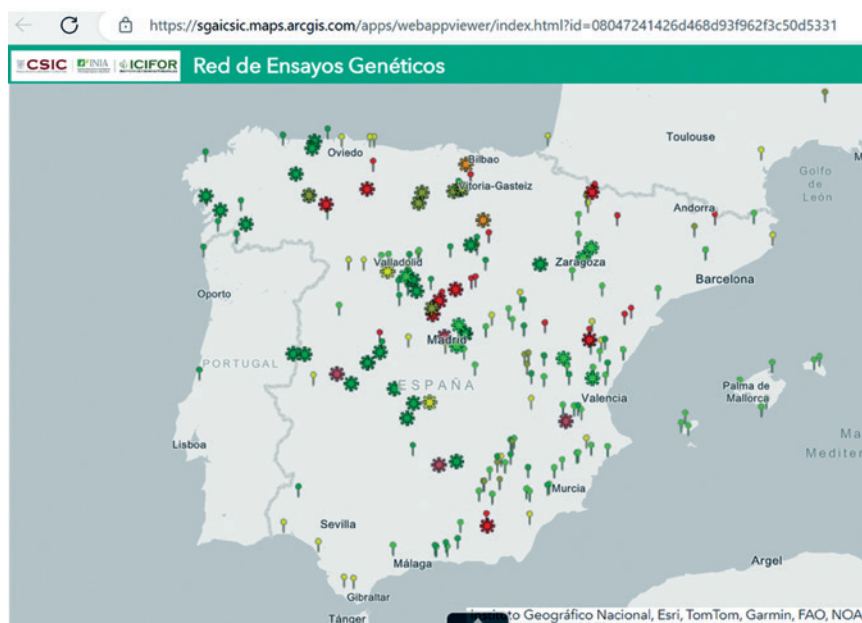 https://sgaicsic.maps.arcgis.com/apps/webappviewer/index.html?id=08047241426d468d93f962f3c50d5331
CSIC INIA ICIFOR Red de Ensayos Genéticos
Toulouse
Oviedo
Bilbao
Vitoria-Gasteiz
Golfo
de
León
Andorra
Valladolid
Zaragoza
Barcelona
Oporto
Madrid
PORTUGAL
ESPAÑA
Palma de
Mallorca
Valencia
Ma
Mediter
Lisboa
Murcia
Sevilla
Málaga
Argel
Gibraltar
Tánger
Geográfico Nacional, Esri, TomTom, Garmin, FAO, NOA